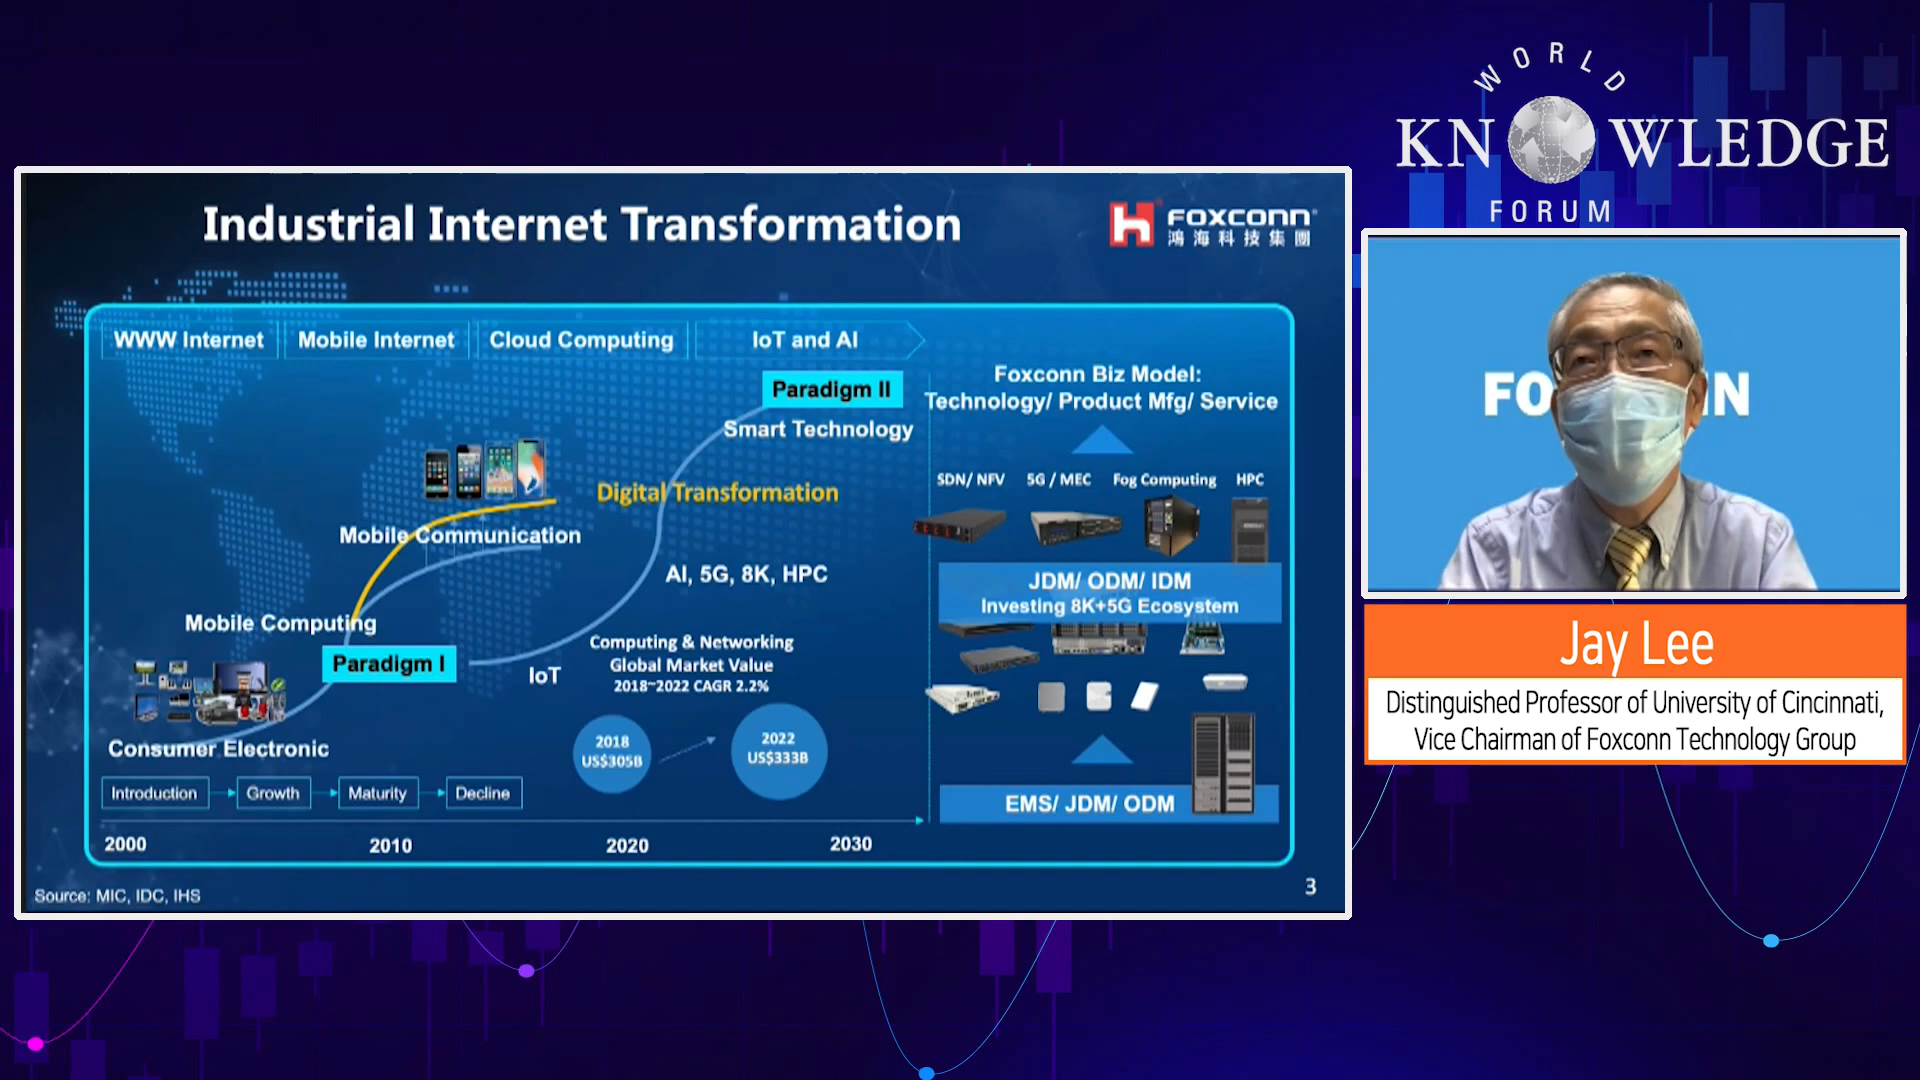 WORLD
KNOWLEDGE
FORUM
Industrial Internet Transformation
FOXCONN
鴻海科技集團
WWW Internet
Mobile Internet
Cloud Computing
IoT and AI
Paradigm II
Smart Technology
Digital Transformation
Mobile Communication
AI, 5G, 8K, HPC
Mobile Computing
Paradigm I
IoT
Computing & Networking
Global Market Value
2018~2022 CAGR 2.2%
2018
US$305B
2022
US$333B
Consumer Electronic
Introduction
Growth
Maturity
Decline
2000
2010
2020
2030
Foxconn Biz Model:
Technology/ Product Mfg/ Service
SDN/ NFV
5G / MEC
Fog Computing
HPC
JDM/ ODM/ IDM
Investing 8K+5G Ecosystem
EMS/ JDM/ ODM
Source: MIC, IDC, IHS
3
FO   N
Jay Lee
Distinguished Professor of University of Cincinnati,
Vice Chairman of Foxconn Technology Group